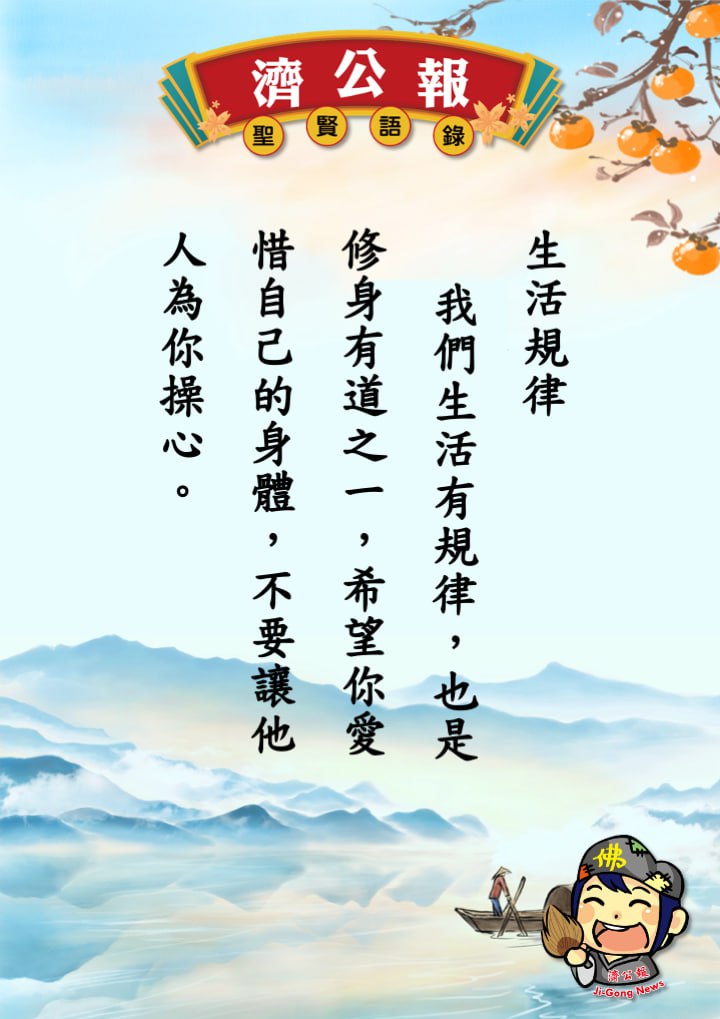 濟公報
聖賢語錄
生活規律
我們生活有規律，也是
修身有道之一，希望你愛
惜自己的身體，不要讓他
人為你操心。
佛
濟公報
Ji-Gong News